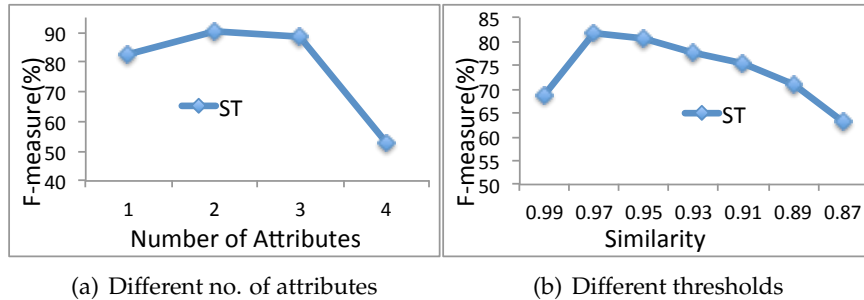 90
80
70
60
50
40
F-measure(%)
ST
1 2 3 4
Number of Attributes
85
80
75
70
65
60
55
50
F-measure(%)
ST
0.99 0.97 0.95 0.93 0.91 0.89 0.87
Similarity
(a) Different no. of attributes
(b) Different thresholds